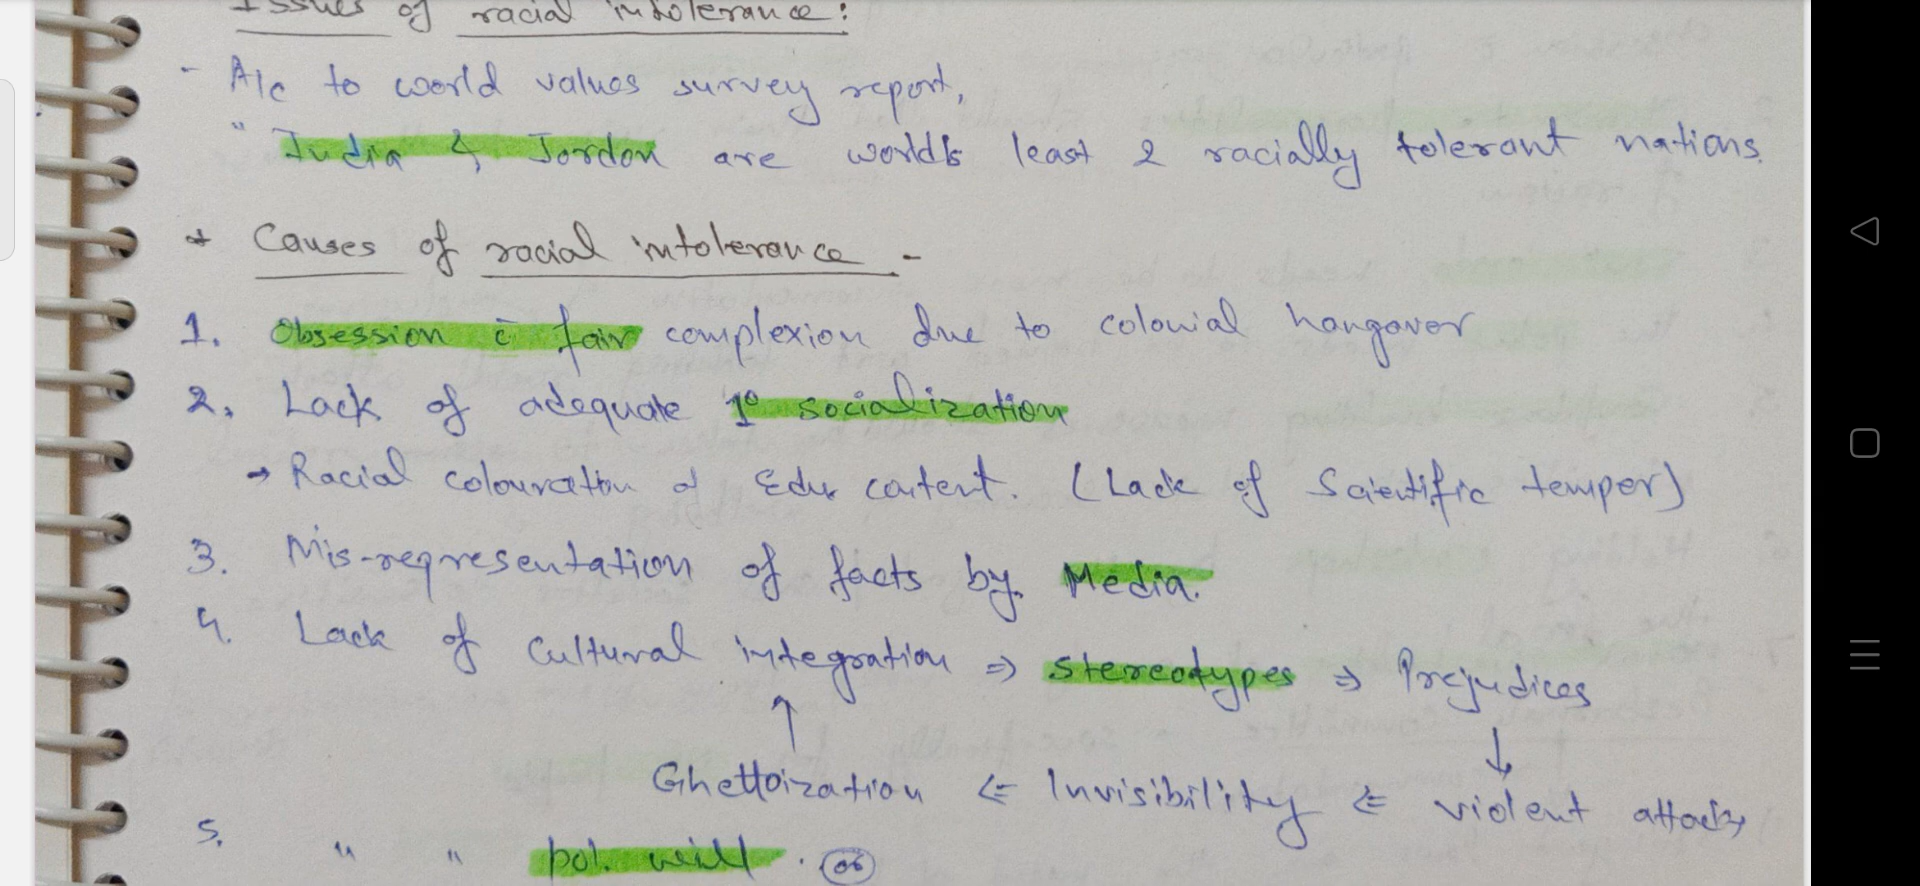 Issues of racial intolerance:
- A/c to world values survey report,
" India & Jordon are world's least 2 racially tolerant nations.
* Causes of racial intolerance -
1. Obsession c̄ fair complexion due to colonial hangover
2. Lack of adequate 1° socialization
→ Racial colouration of Edu content. (Lack of Scientific temper)
3. Mis-representation of facts by Media.
4. Lack of cultural integration ⇒ stereotypes ⇒ Prejudices
↑ ↓
Ghettoization ⇐ Invisibility ⇐ violent attacks
5. " " pol. will. 06